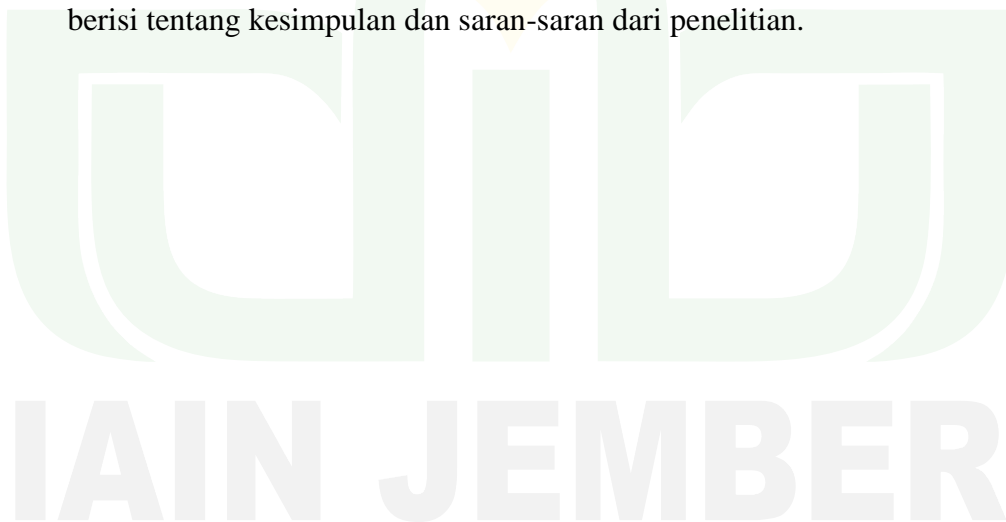 berisi tentang kesimpulan dan saran-saran dari penelitian.
IAIN JEMBER